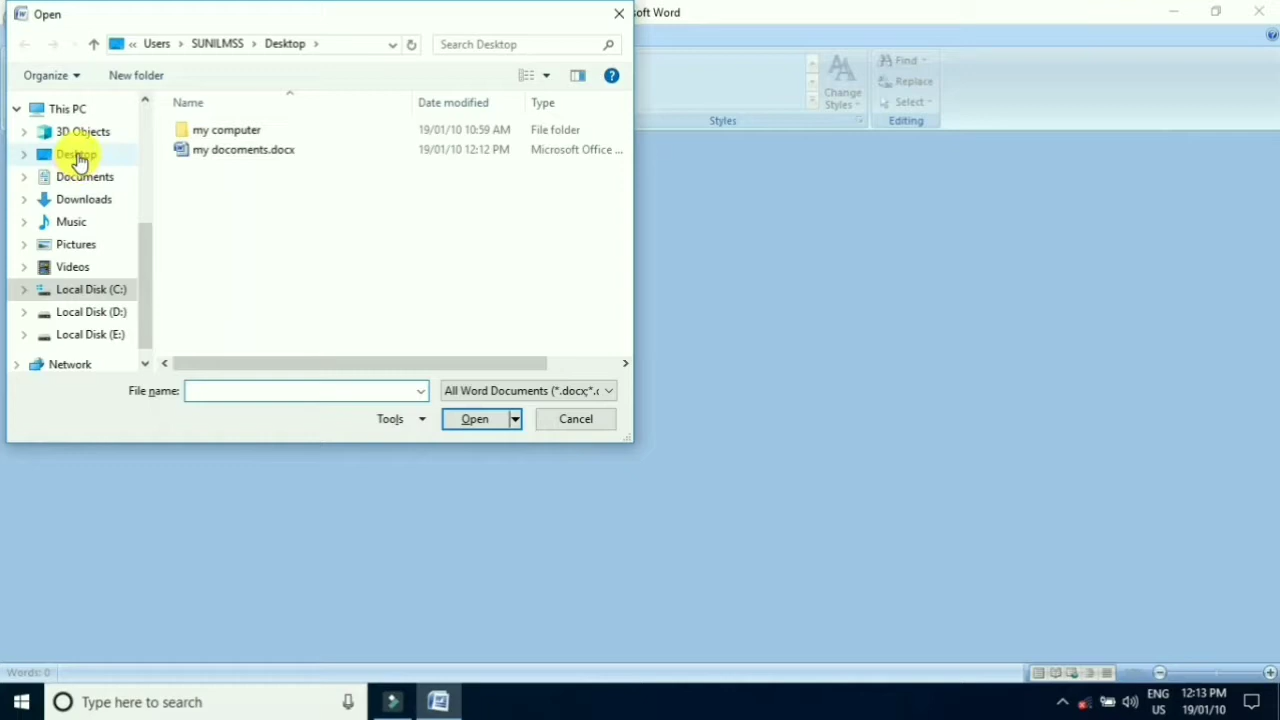 Open
soft Word
« Users › SUNILMSS › Desktop ›
Search Desktop
Organize
New folder
Find
Replace
Select
Change
Styles
Styles
Editing
Name
Date modified
Type
my computer
19/01/10 10:59 AM
File folder
my docoments.docx
19/01/10 12:12 PM
Microsoft Office ...
This PC
3D Objects
Desktop
Documents
Downloads
Music
Pictures
Videos
Local Disk (C:)
Local Disk (D:)
Local Disk (E:)
Network
File name:
All Word Documents (*.docx;*.c
Tools
Open
Cancel
Words: 0
Type here to search
ENG
US
12:13 PM
19/01/10